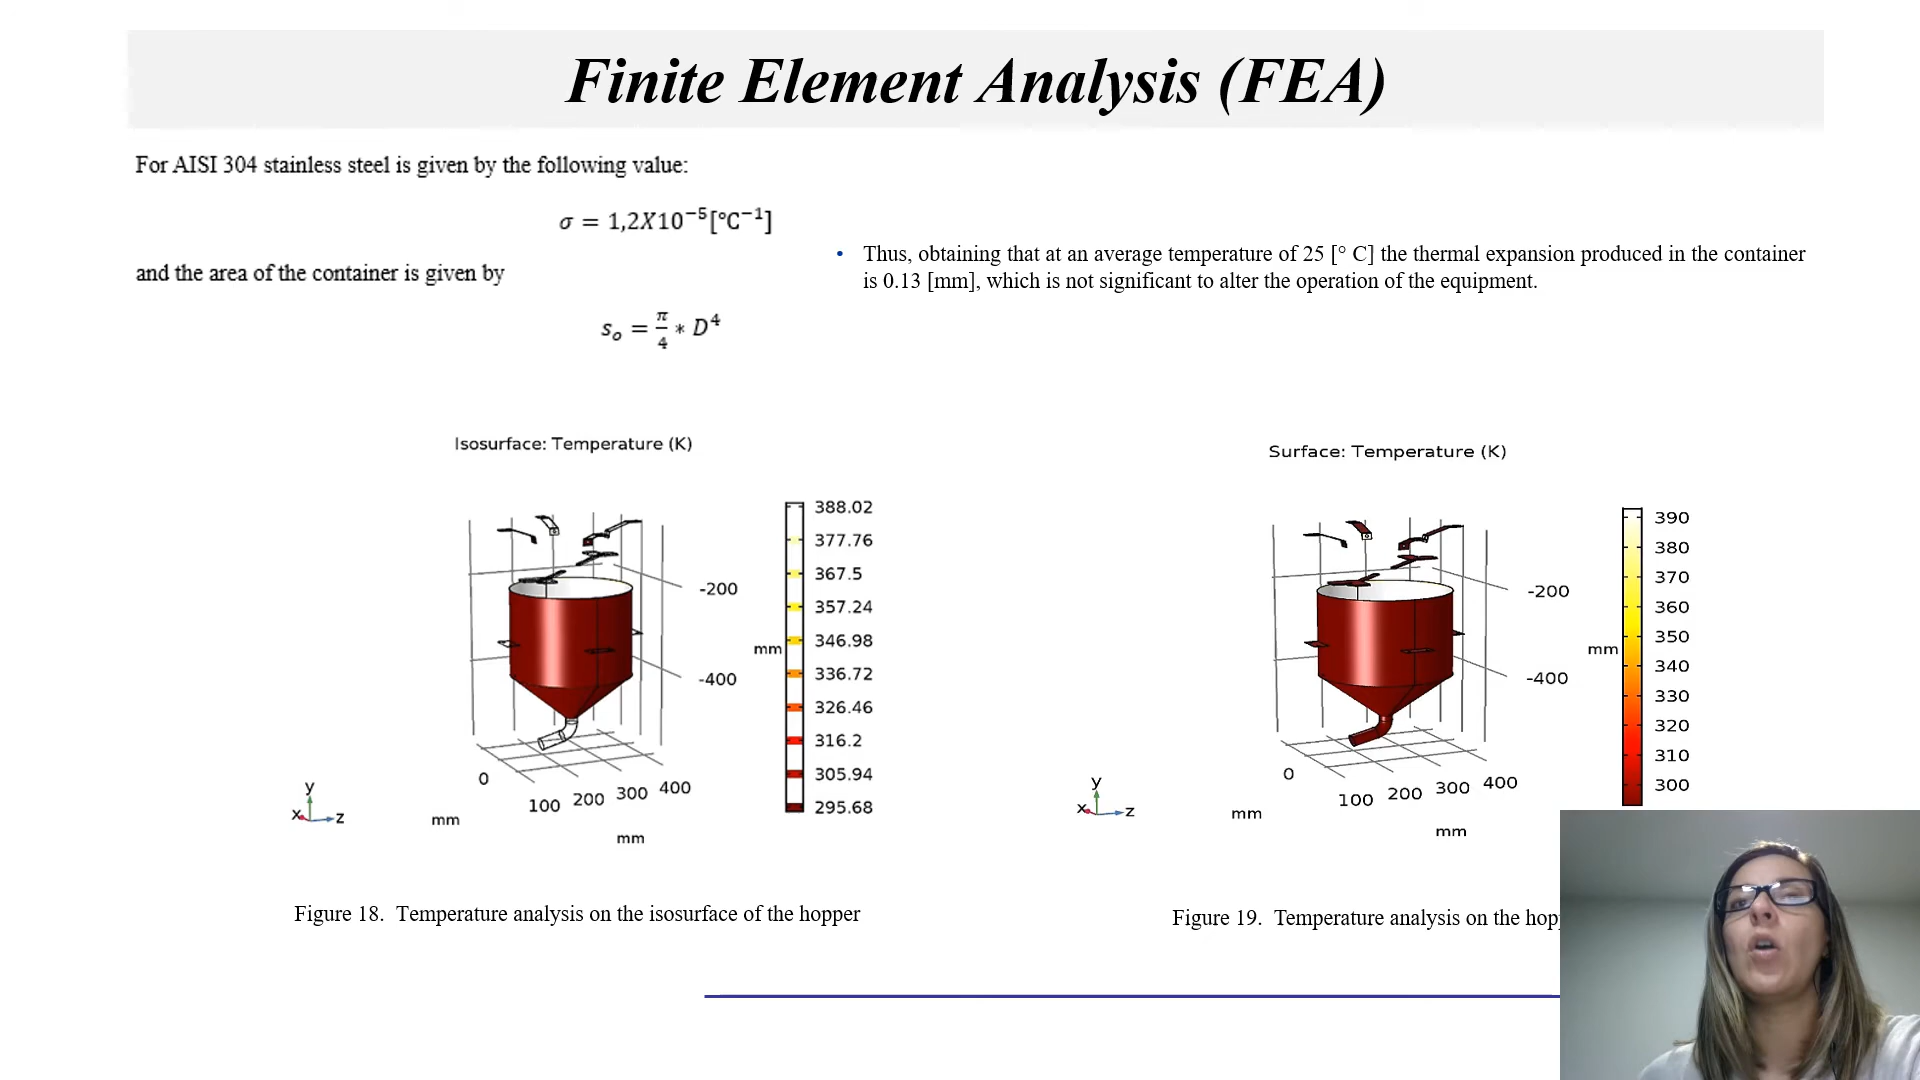 Finite Element Analysis (FEA)
For AISI 304 stainless steel is given by the following value:
σ = 1,2X10⁻⁵[°C⁻¹]
and the area of the container is given by
sₒ = π/4 * D⁴
• Thus, obtaining that at an average temperature of 25 [° C] the thermal expansion produced in the container
is 0.13 [mm], which is not significant to alter the operation of the equipment.
Isosurface: Temperature (K)
388.02
377.76
367.5
357.24
346.98
336.72
326.46
316.2
305.94
295.68
-200
-400
mm
0
100 200 300 400
mm
mm
y
x z
Figure 18. Temperature analysis on the isosurface of the hopper
Surface: Temperature (K)
390
380
370
360
350
340
330
320
310
300
-200
-400
mm
0
100 200 300 400
mm
mm
y
x z
Figure 19. Temperature analysis on the